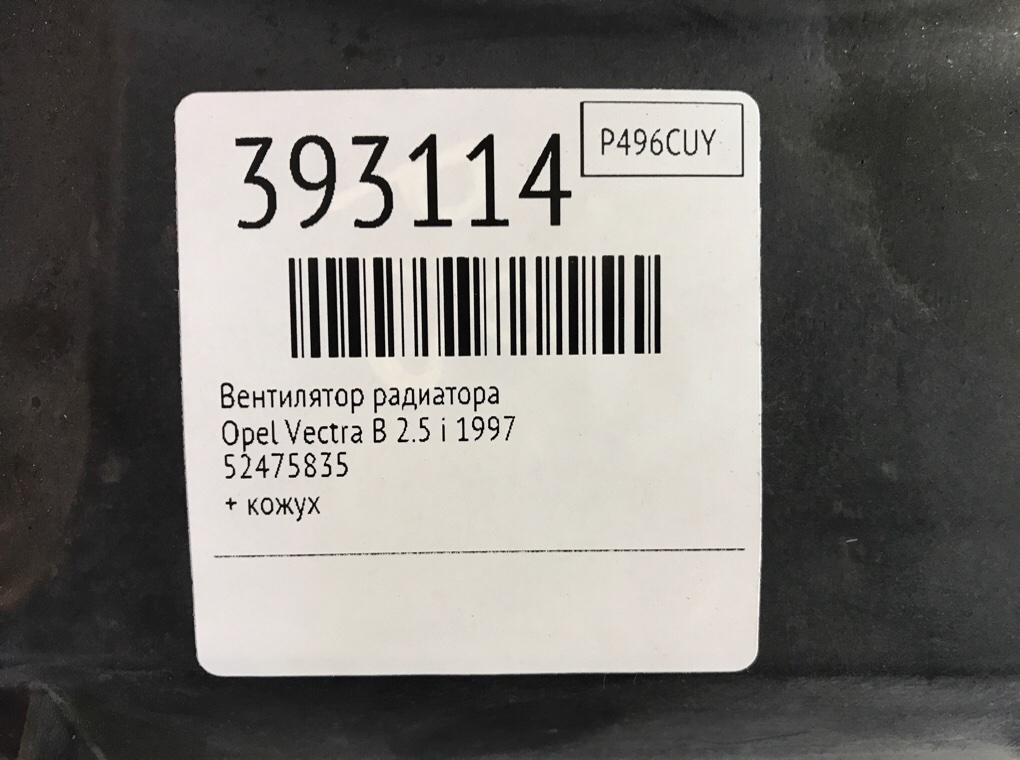 393114
P496CUY
Вентилятор радиатора
Opel Vectra B 2.5 i 1997
52475835
+ кожух